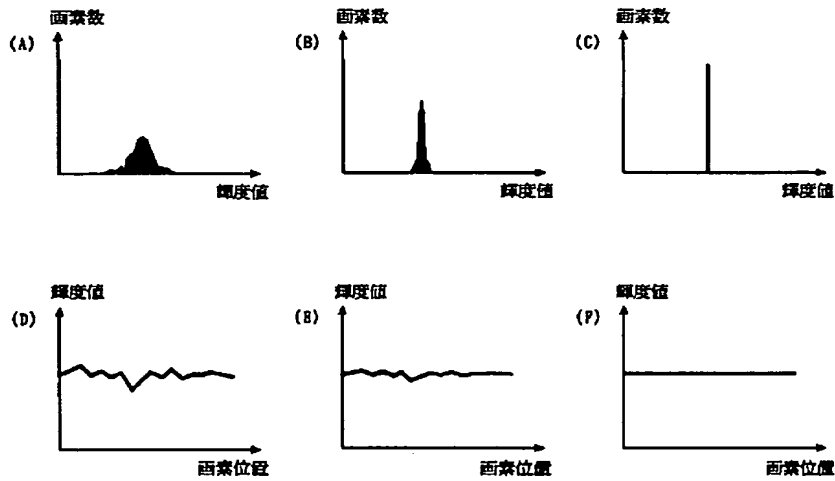 画素数
(A)
輝度値
画素数
(B)
輝度値
画素数
(C)
輝度値
輝度値
(D)
画素位置
輝度値
(E)
画素位置
輝度値
(F)
画素位置